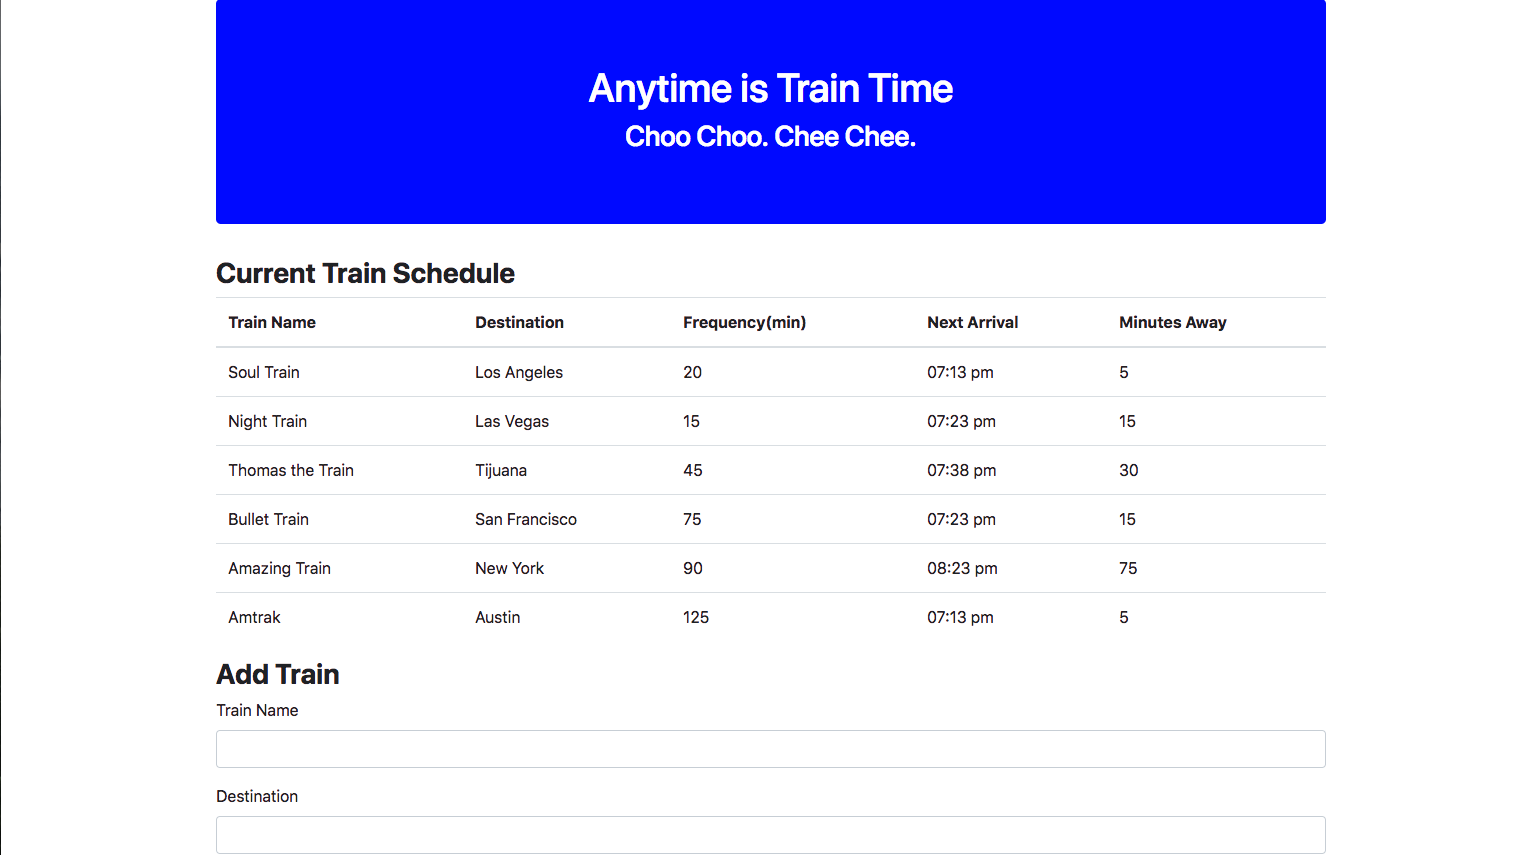 Anytime is Train Time
Choo Choo. Chee Chee.
Current Train Schedule
Train Name Destination Frequency(min) Next Arrival Minutes Away
Soul Train Los Angeles 20 07:13 pm 5
Night Train Las Vegas 15 07:23 pm 15
Thomas the Train Tijuana 45 07:38 pm 30
Bullet Train San Francisco 75 07:23 pm 15
Amazing Train New York 90 08:23 pm 75
Amtrak Austin 125 07:13 pm 5
Add Train
Train Name
Destination